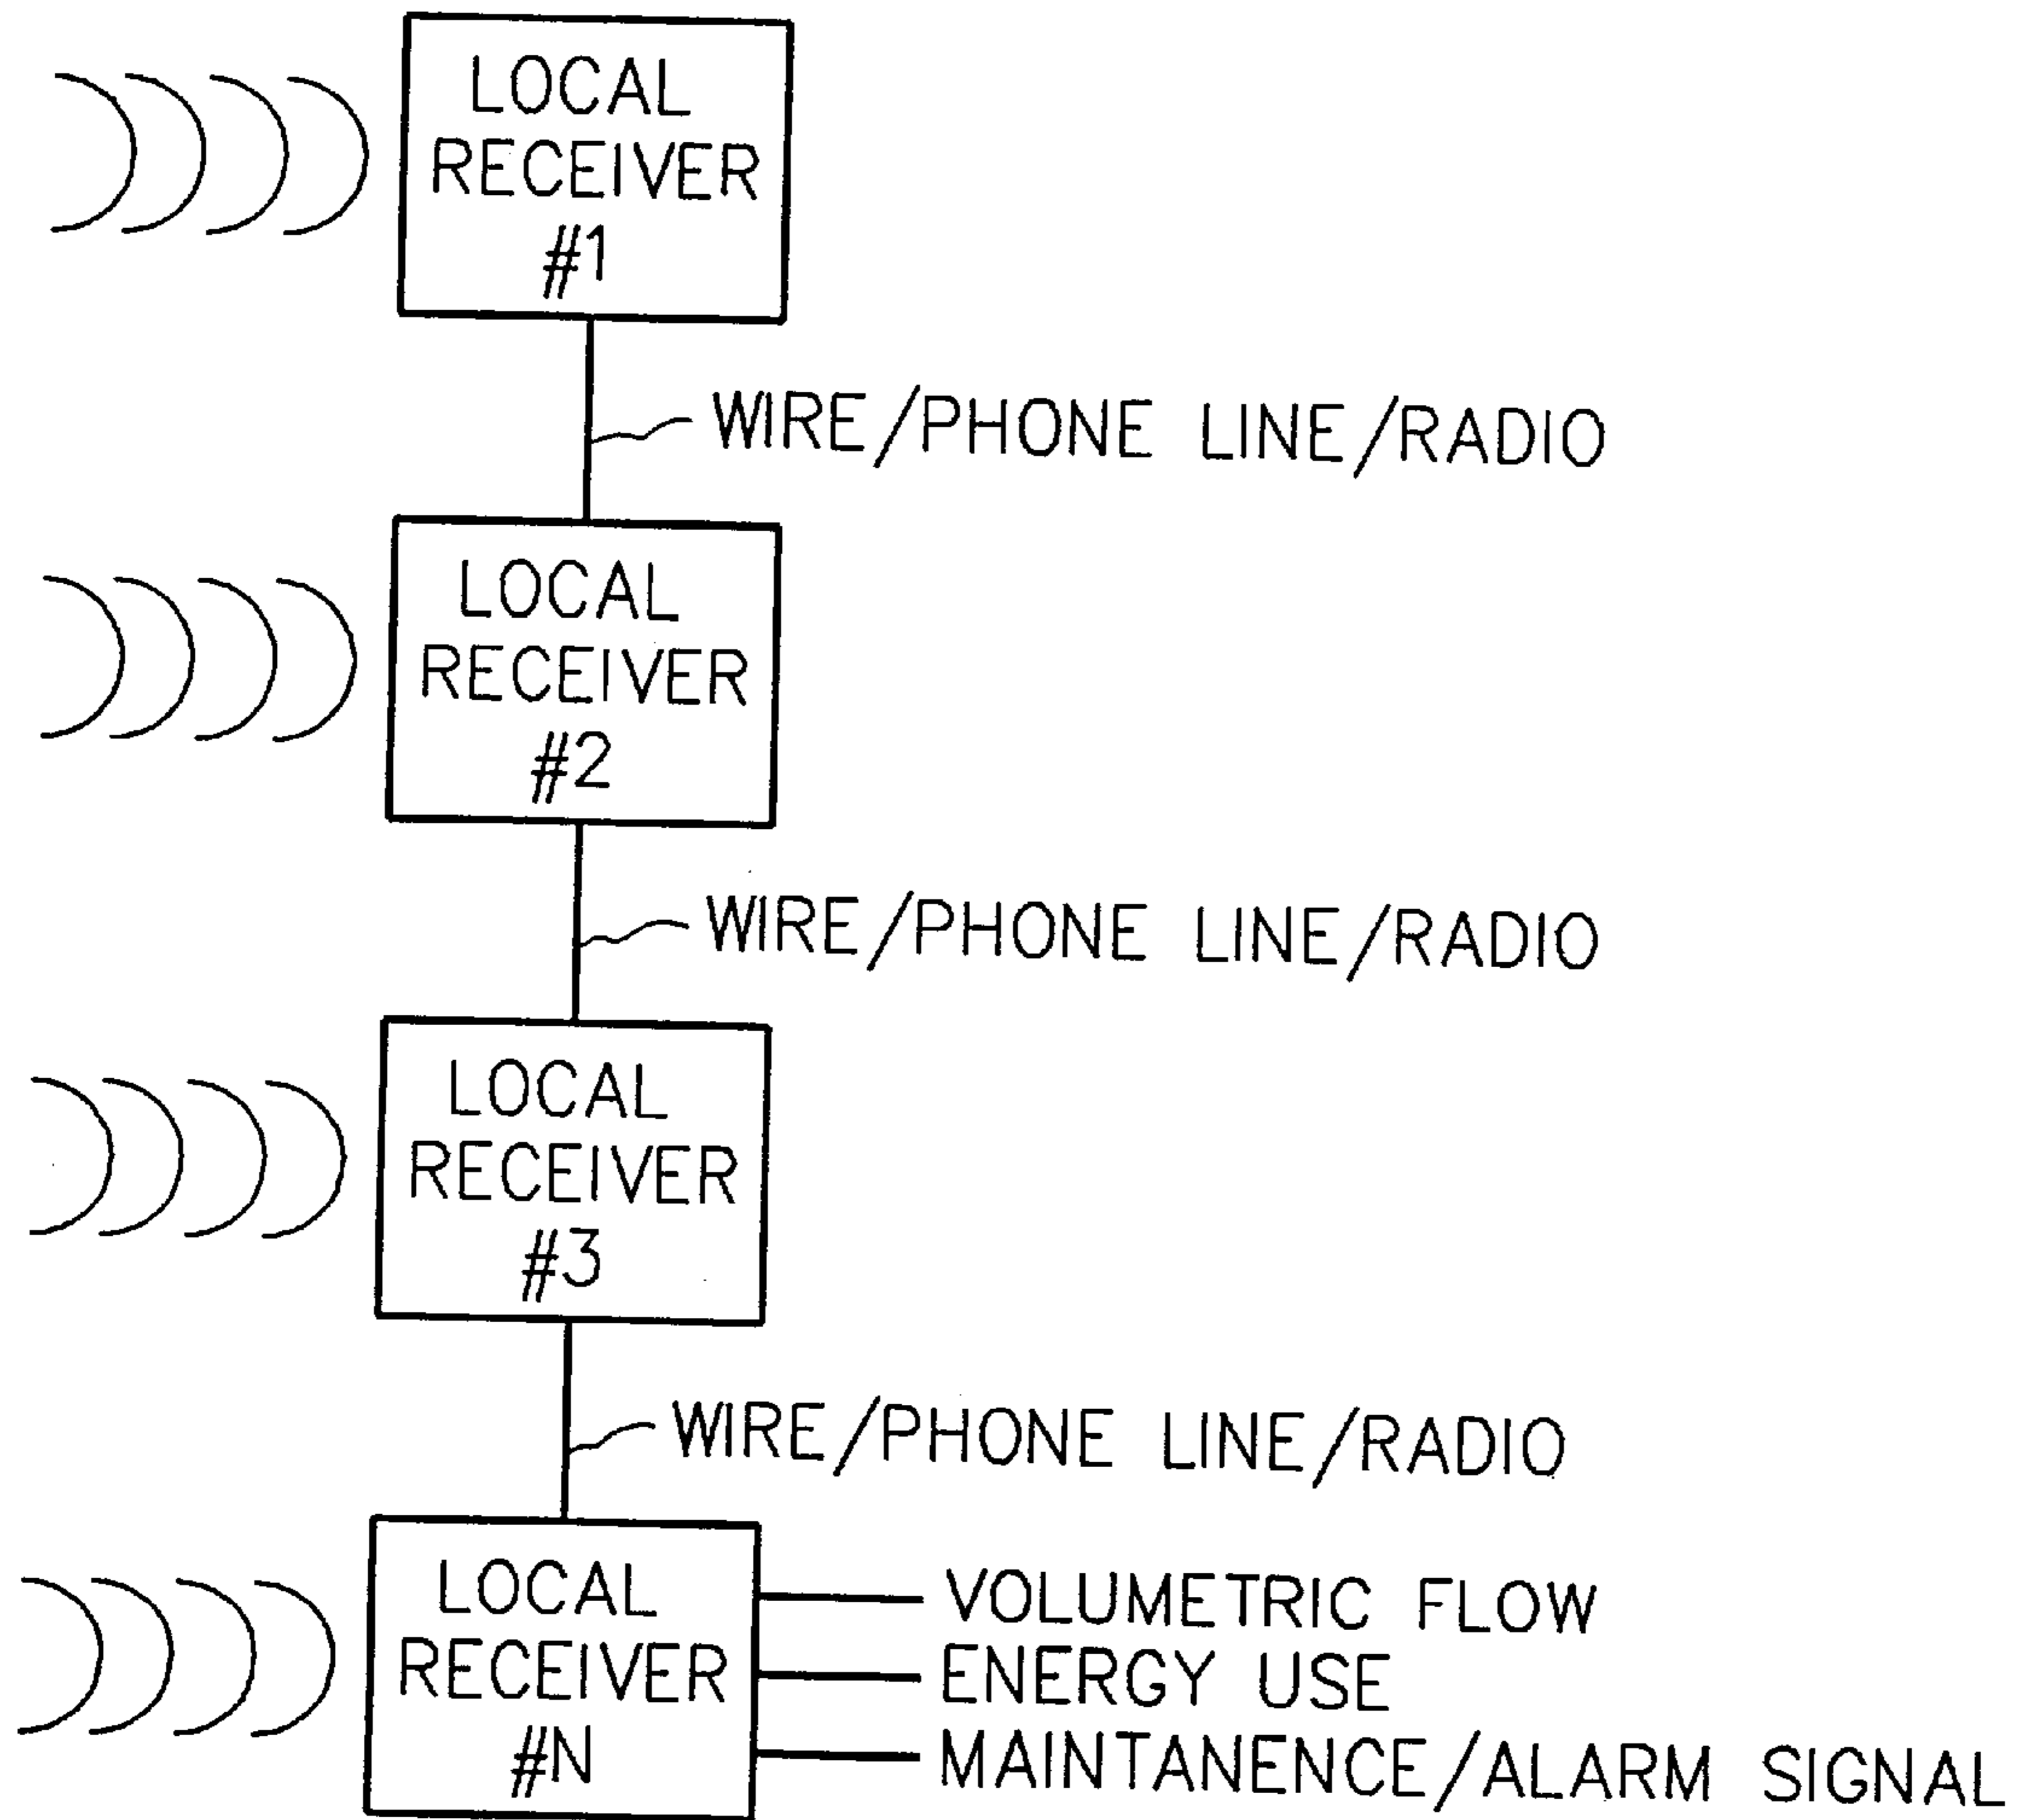 LOCAL
RECEIVER
#1
WIRE/PHONE LINE/RADIO
LOCAL
RECEIVER
#2
WIRE/PHONE LINE/RADIO
LOCAL
RECEIVER
#3
WIRE/PHONE LINE/RADIO
LOCAL
RECEIVER
#N
VOLUMETRIC FLOW
ENERGY USE
MAINTANENCE/ALARM SIGNAL